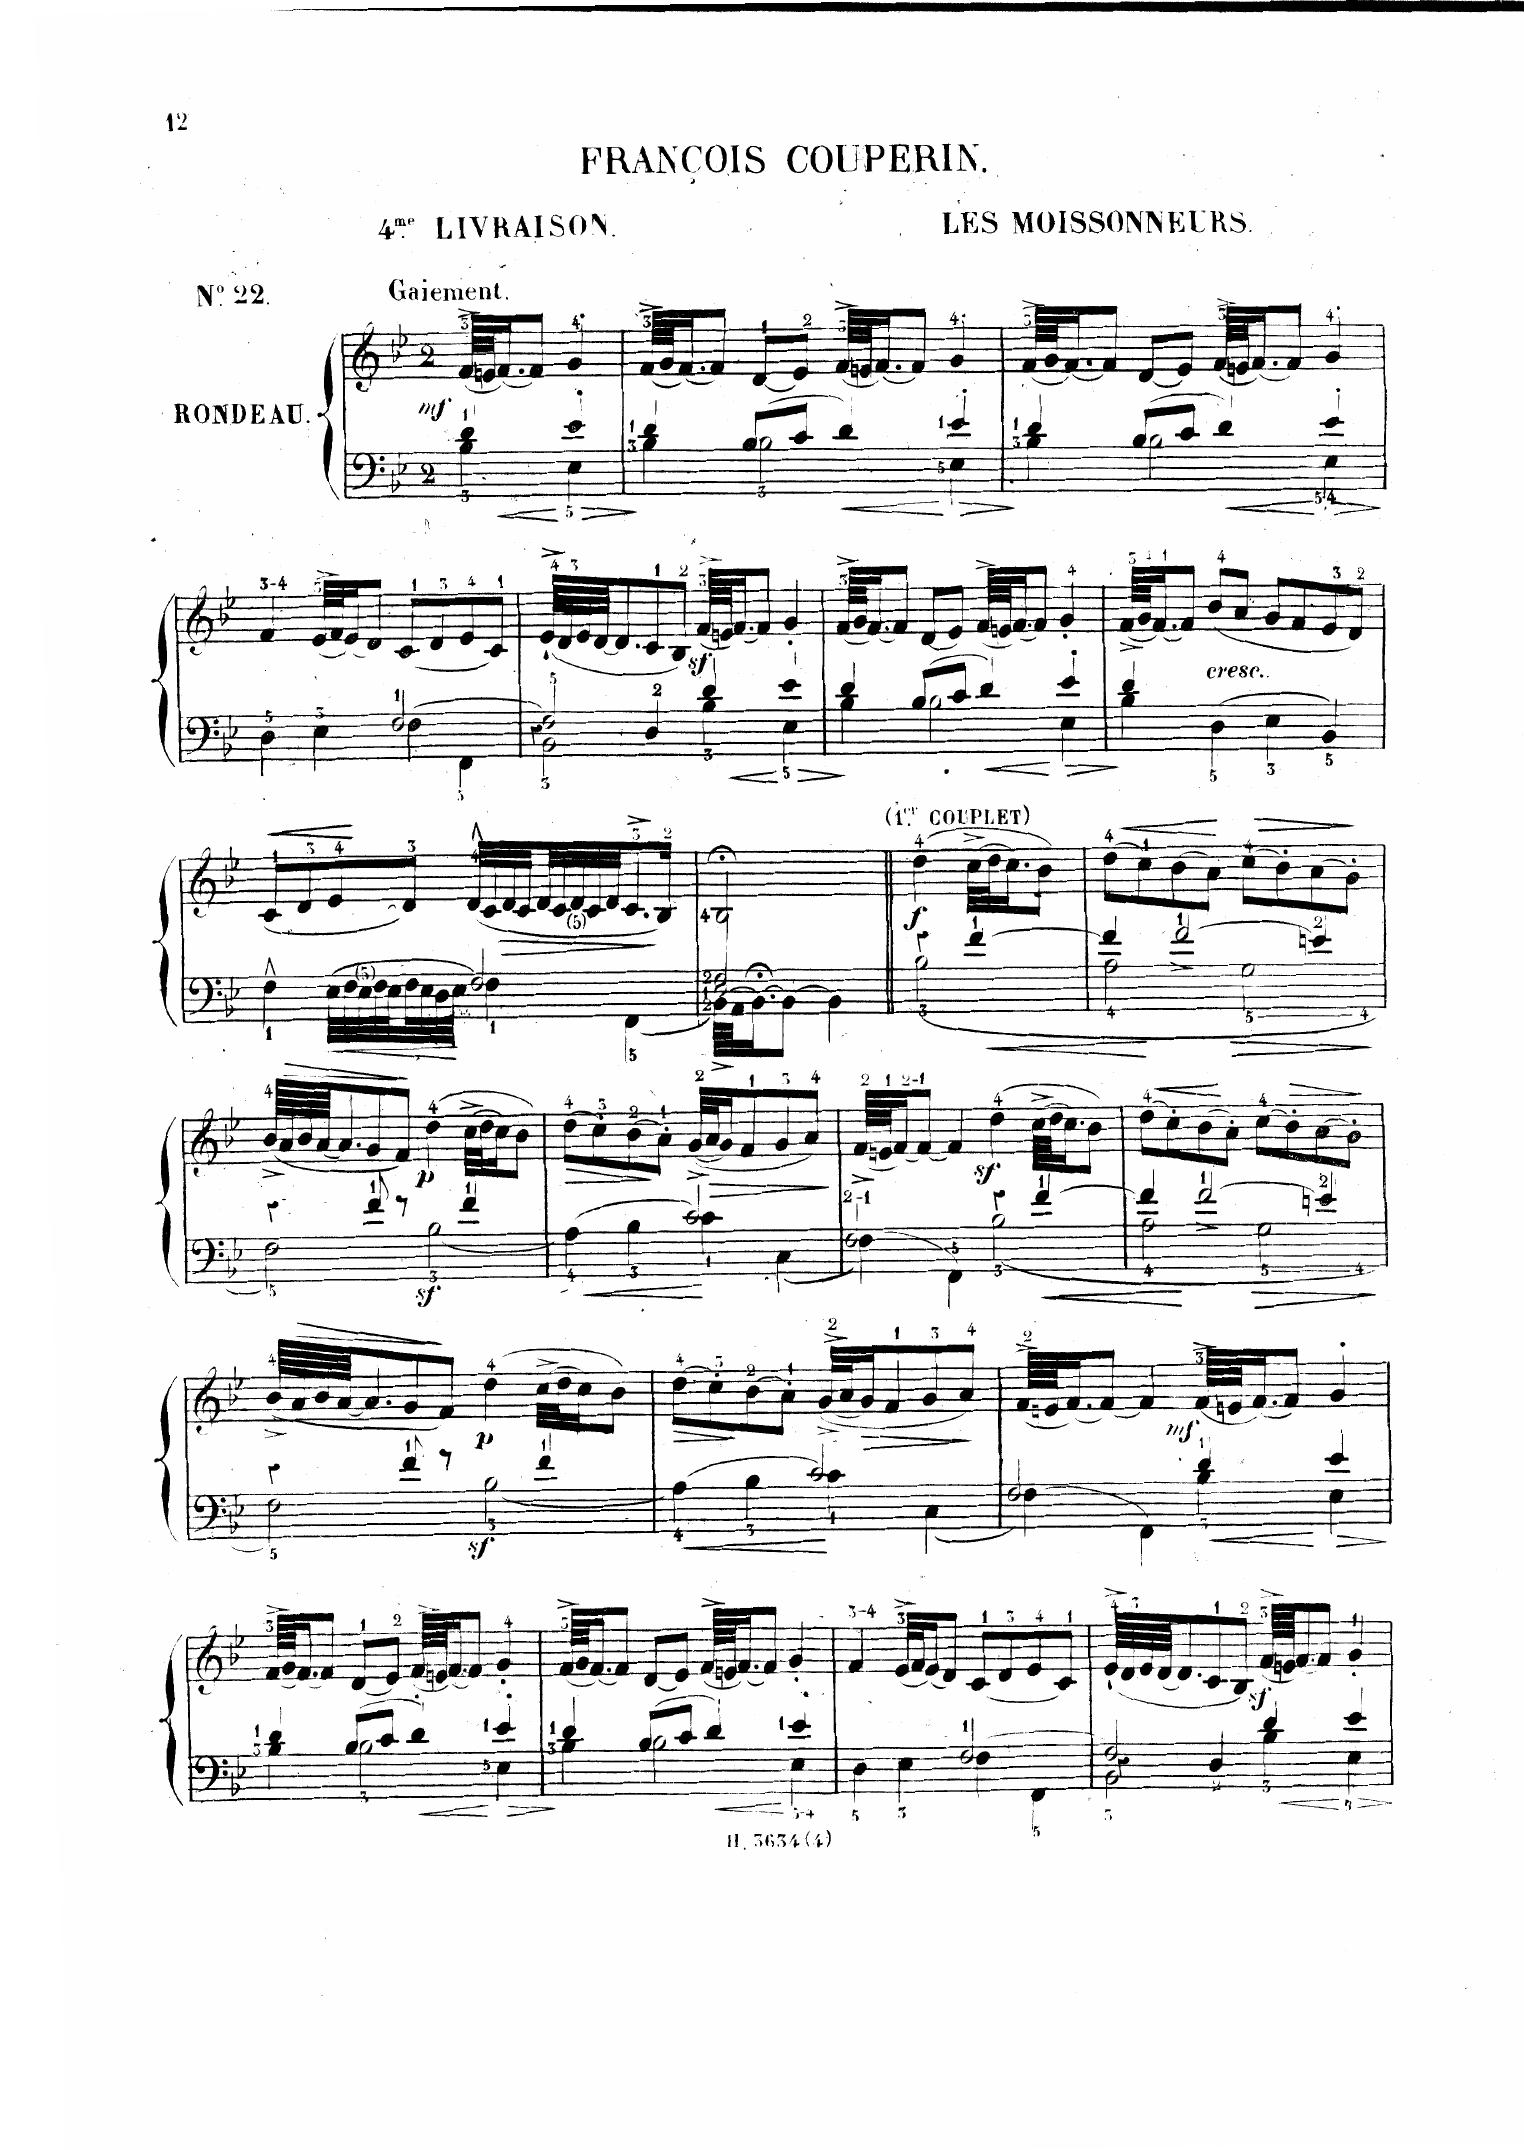 12
FRANÇOIS COUPERIN.
4.me LIVRAISON.
LES MOISSONNEURS.
No. 22.
Gaiement.
RONDEAU.
mf
sf
cresc.
(1.er COUPLET)
f
p
sf
sf
p
mf
sf
sf
H. 3634 (4)